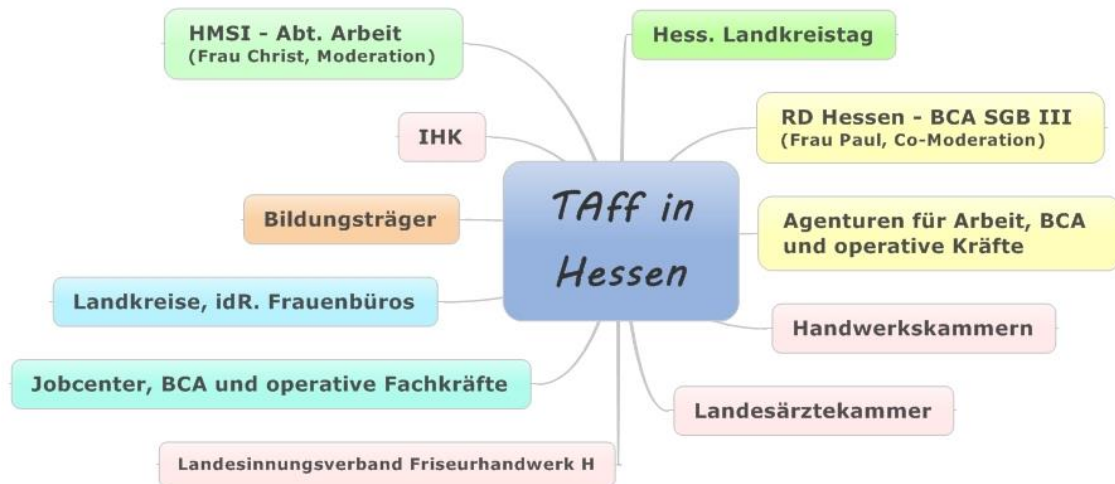 HMSI - Abt. Arbeit
(Frau Christ, Moderation)
Hess. Landkreistag
IHK
RD Hessen - BCA SGB III
(Frau Paul, Co-Moderation)
TAff in
Hessen
Bildungsträger
Agenturen für Arbeit, BCA
und operative Kräfte
Landkreise, idR. Frauenbüros
Handwerkskammern
Jobcenter, BCA und operative Fachkräfte
Landesärztekammer
Landesinnungsverband Friseurhandwerk H